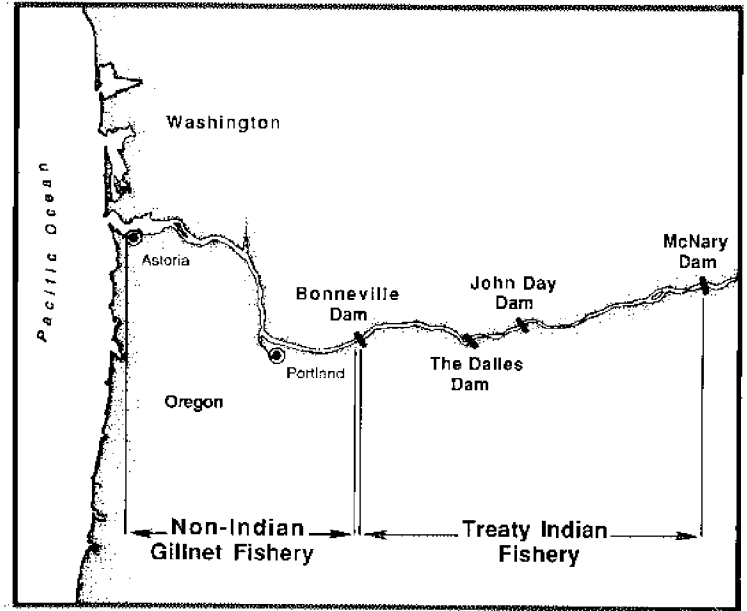 Washington
Pacific Ocean
Astoria
McNary
Dam
John Day
Dam
Bonneville
Dam
The Dalles
Dam
Portland
Oregon
Non-Indian
Gillnet Fishery
Treaty Indian
Fishery